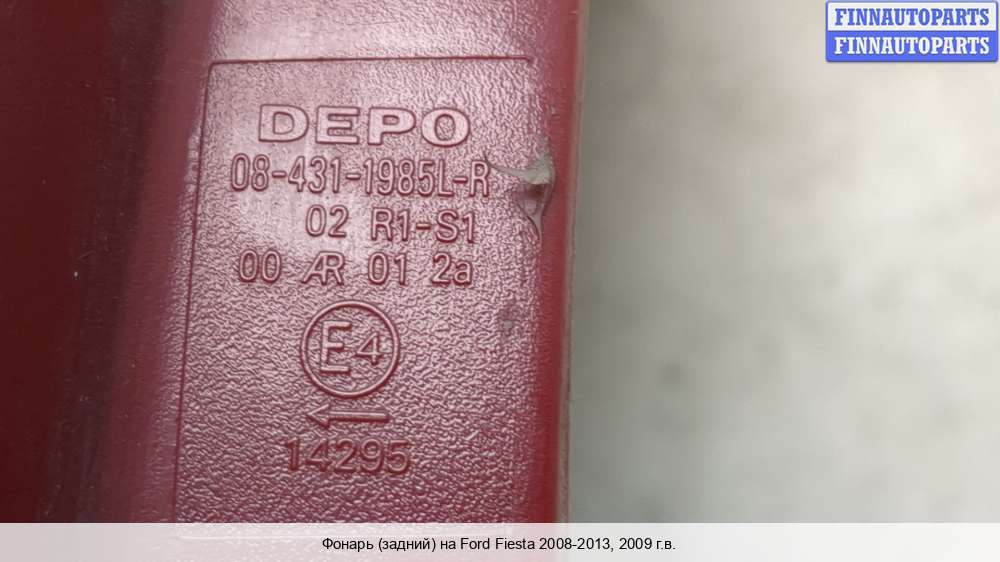 FINNAUTOPARTS
FINNAUTOPARTS
DEPO
08-431-1985L-R
02 R1-S1
00 AR 01 2a
E4
←
14295
Фонарь (задний) на Ford Fiesta 2008-2013, 2009 г.в.